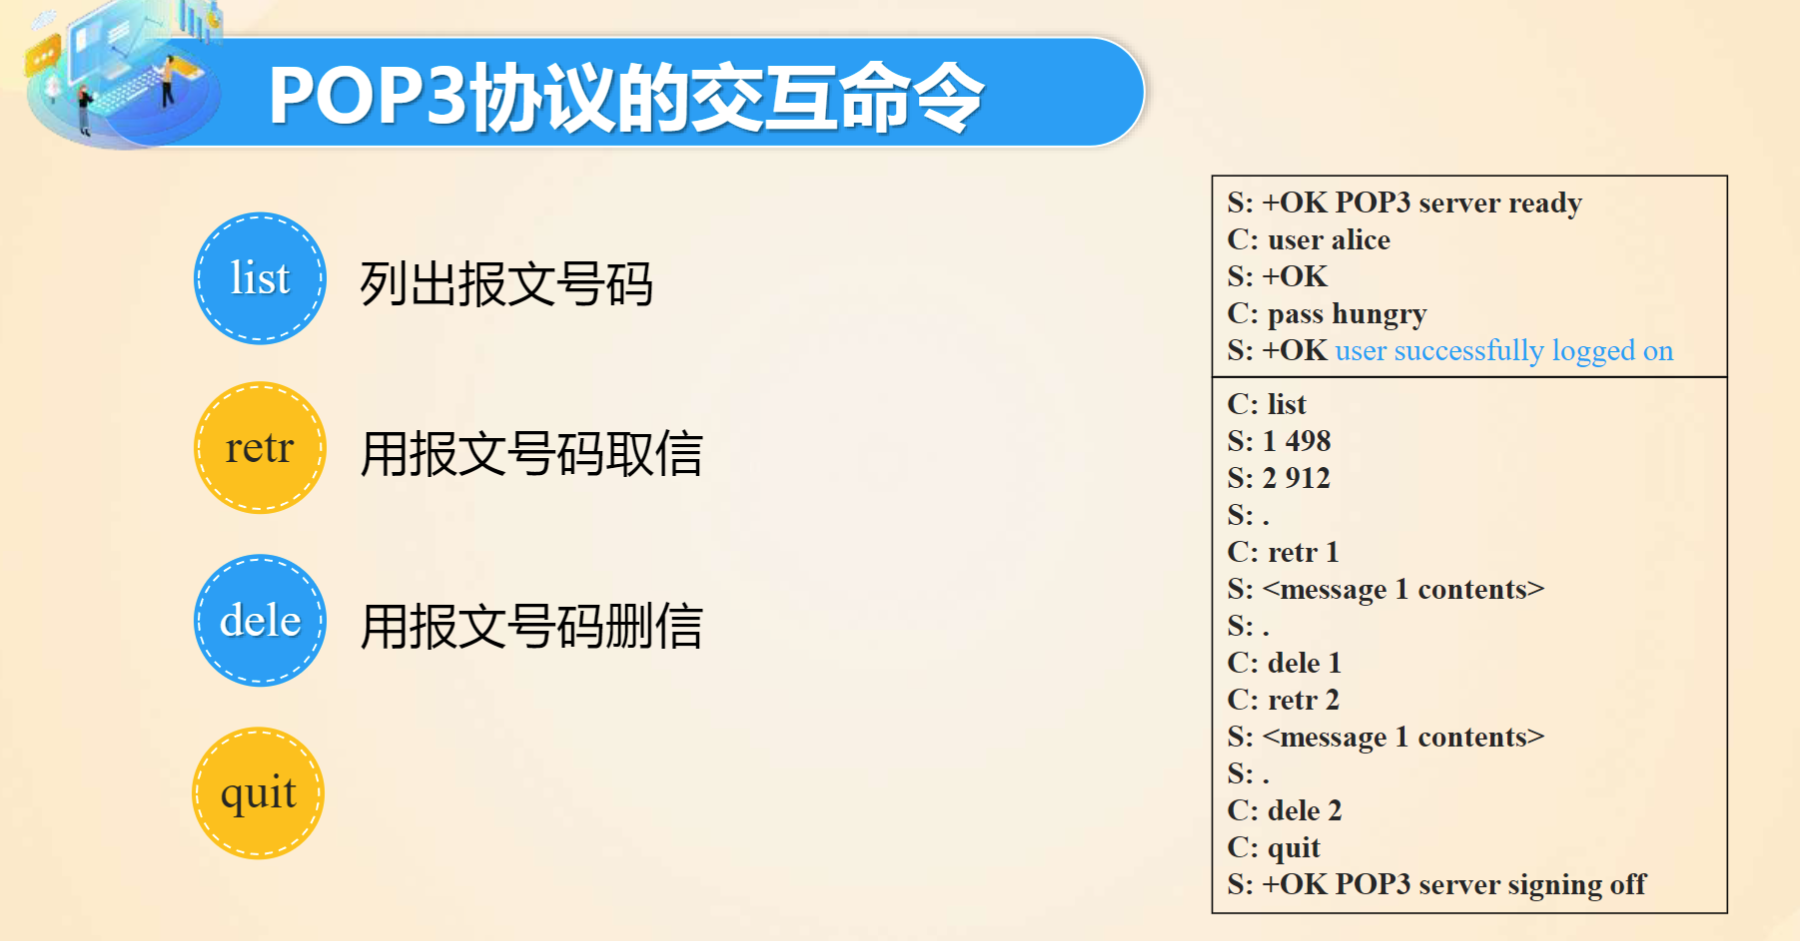 POP3协议的交互命令
list
列出报文号码
retr
用报文号码取信
dele
用报文号码删信
quit
S: +OK POP3 server ready
C: user alice
S: +OK
C: pass hungry
S: +OK user successfully logged on
C: list
S: 1 498
S: 2 912
S: .
C: retr 1
S: <message 1 contents>
S: .
C: dele 1
C: retr 2
S: <message 1 contents>
S: .
C: dele 2
C: quit
S: +OK POP3 server signing off